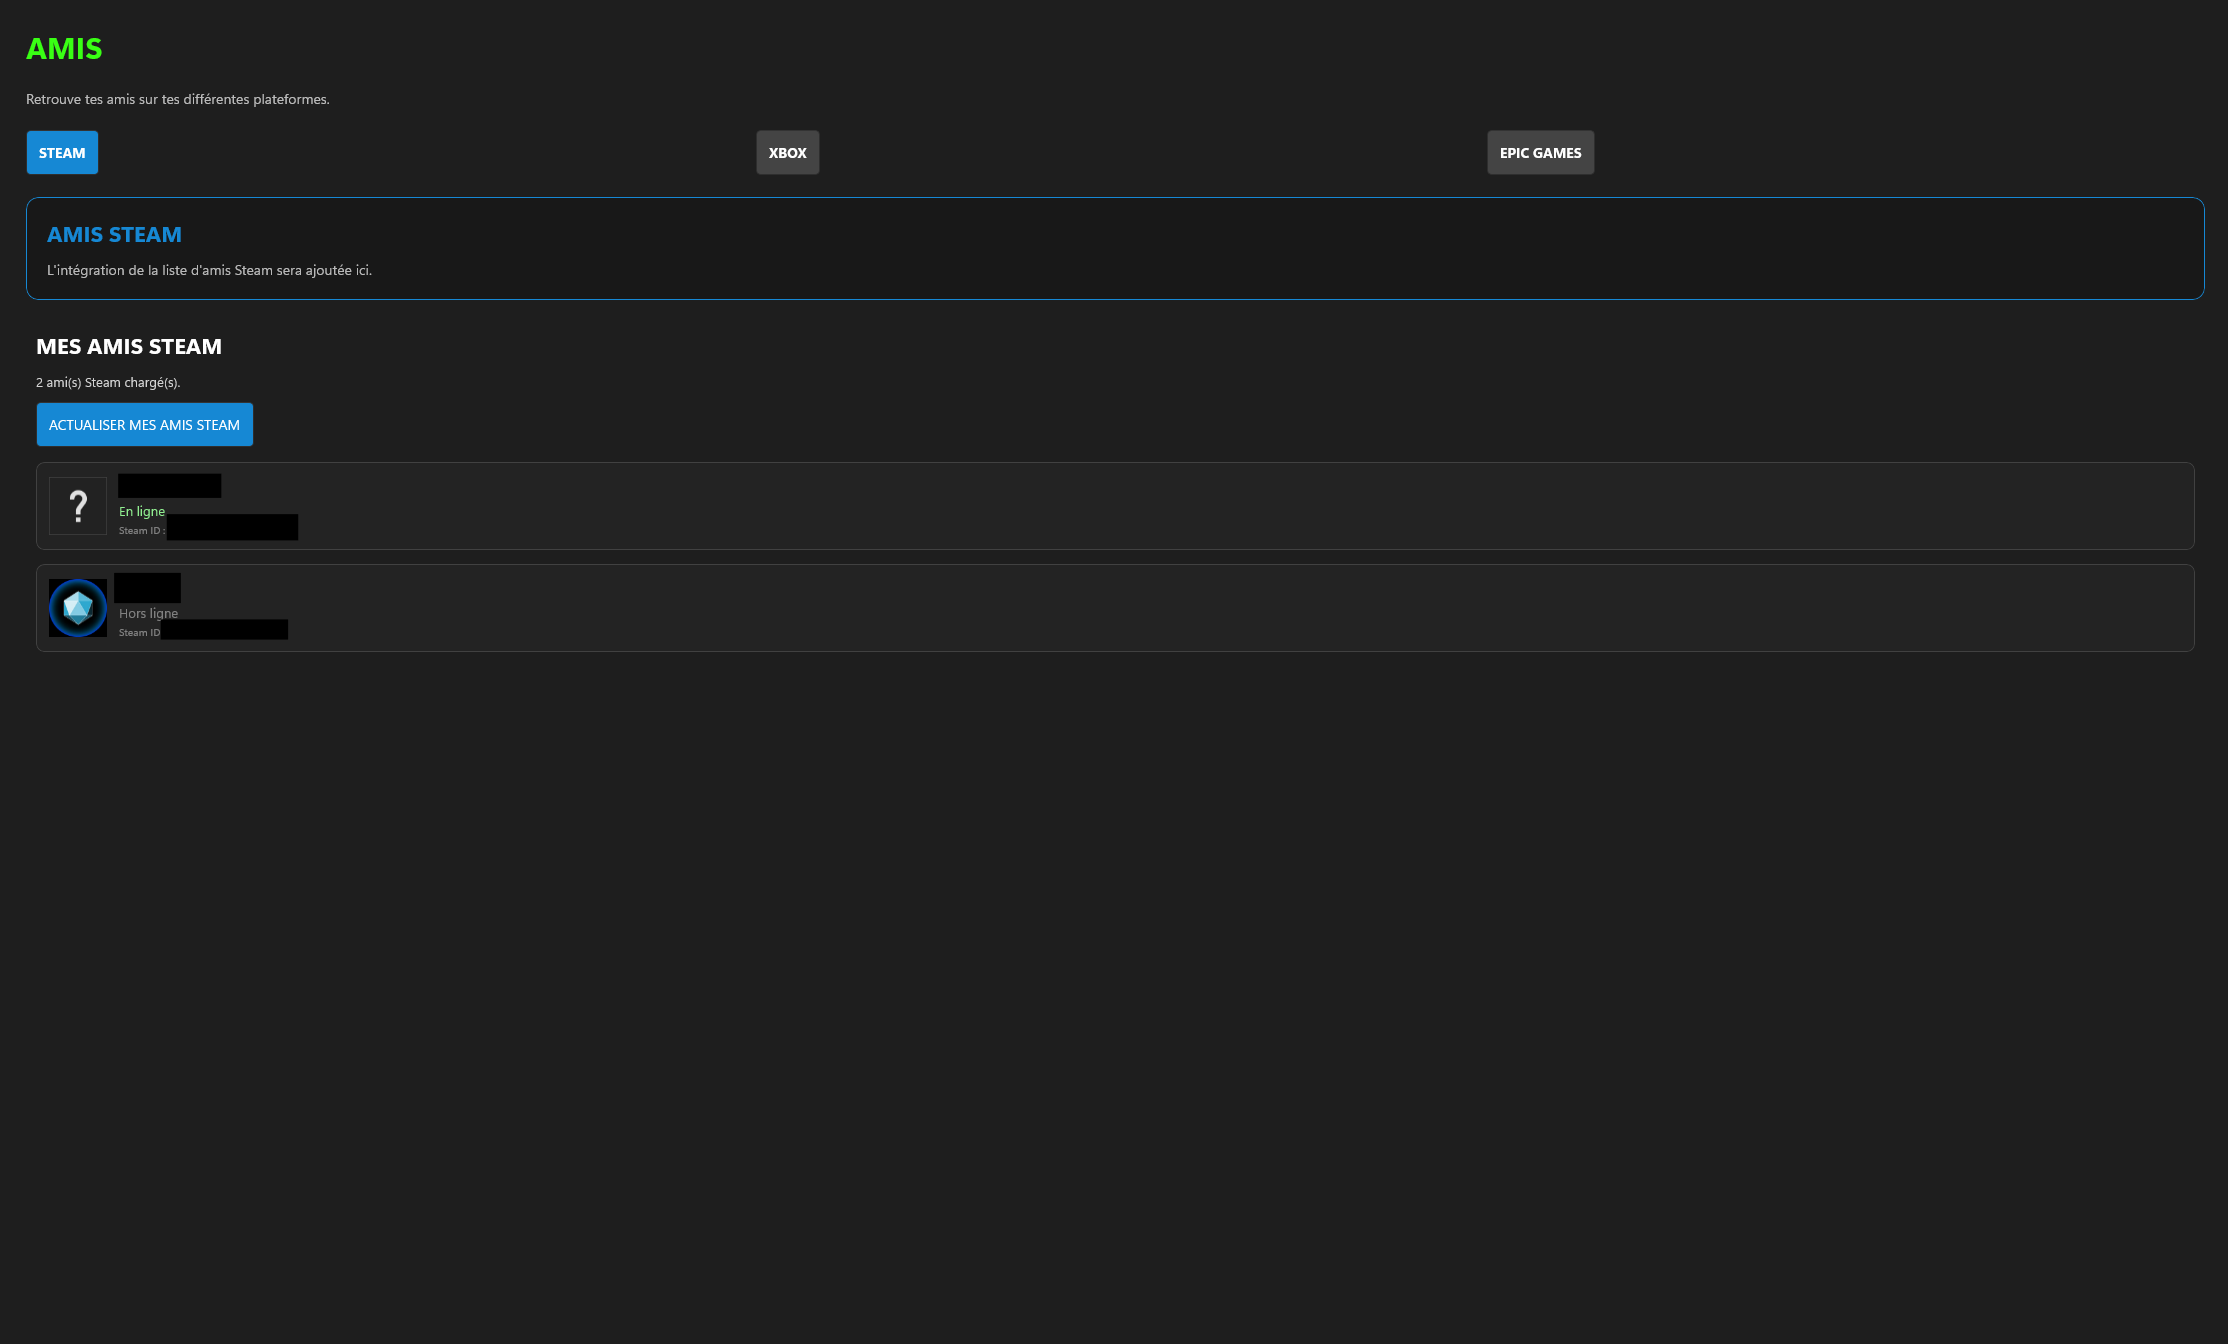 AMIS
Retrouve tes amis sur tes différentes plateformes.
STEAM
XBOX
EPIC GAMES
AMIS STEAM
L'intégration de la liste d'amis Steam sera ajoutée ici.
MES AMIS STEAM
2 ami(s) Steam chargé(s).
ACTUALISER MES AMIS STEAM
?
En ligne
Steam ID :
Hors ligne
Steam ID